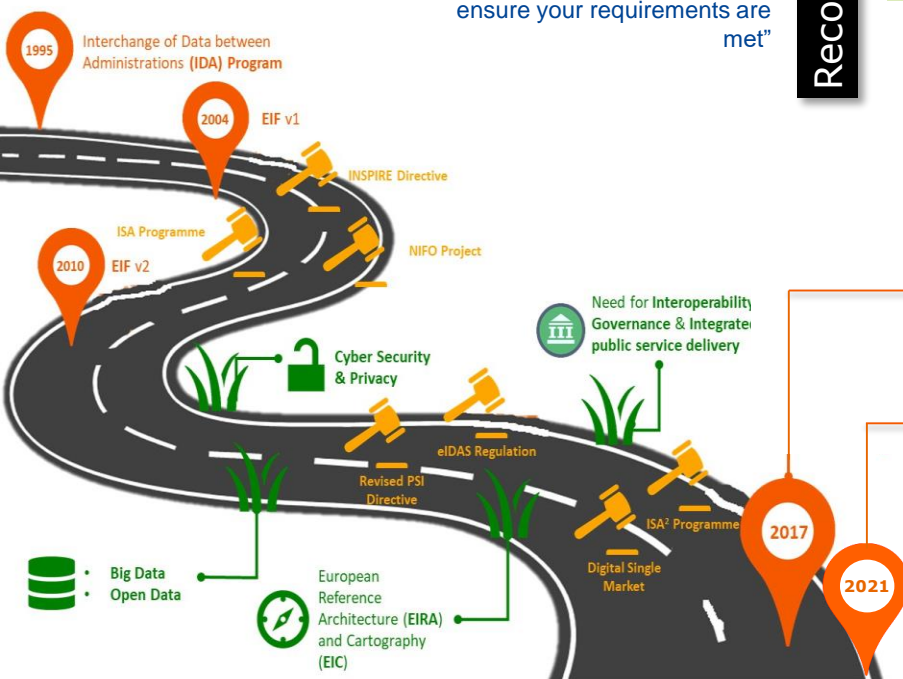 ensure your requirements are
met”
Reco
1995
Interchange of Data between
Administrations (IDA) Program
2004
EIF v1
INSPIRE Directive
ISA Programme
NIFO Project
2010
EIF v2
Need for Interoperability
Governance & Integrate
public service delivery
Cyber Security
& Privacy
eIDAS Regulation
Revised PSI
Directive
ISA² Programme
2017
Digital Single
Market
2021
• Big Data
• Open Data
European
Reference
Architecture (EIRA)
and Cartography
(EIC)